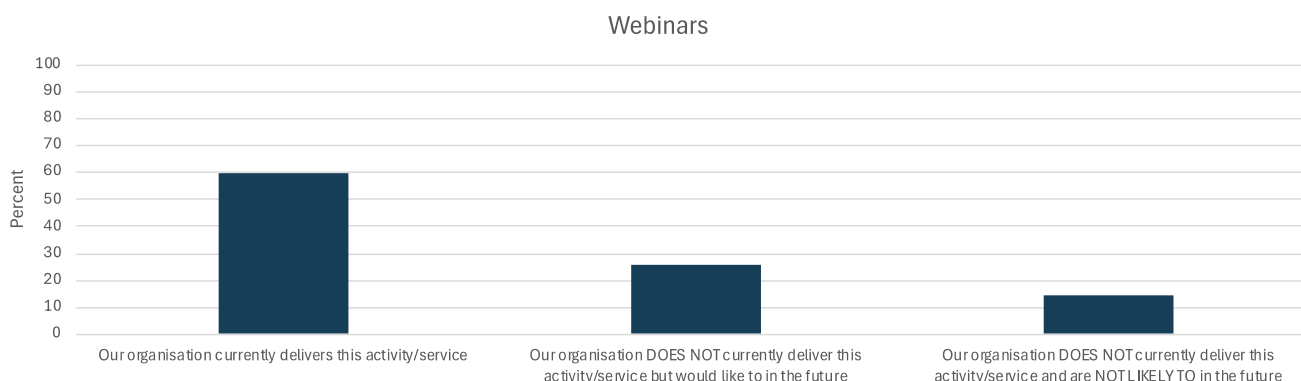 Webinars
100
90
80
70
60
50
40
30
20
10
0
Percent
Our organisation currently delivers this activity/service
Our organisation DOES NOT currently deliver this
activity/service but would like to in the future
Our organisation DOES NOT currently deliver this
activity/service and are NOT LIKELY TO in the future